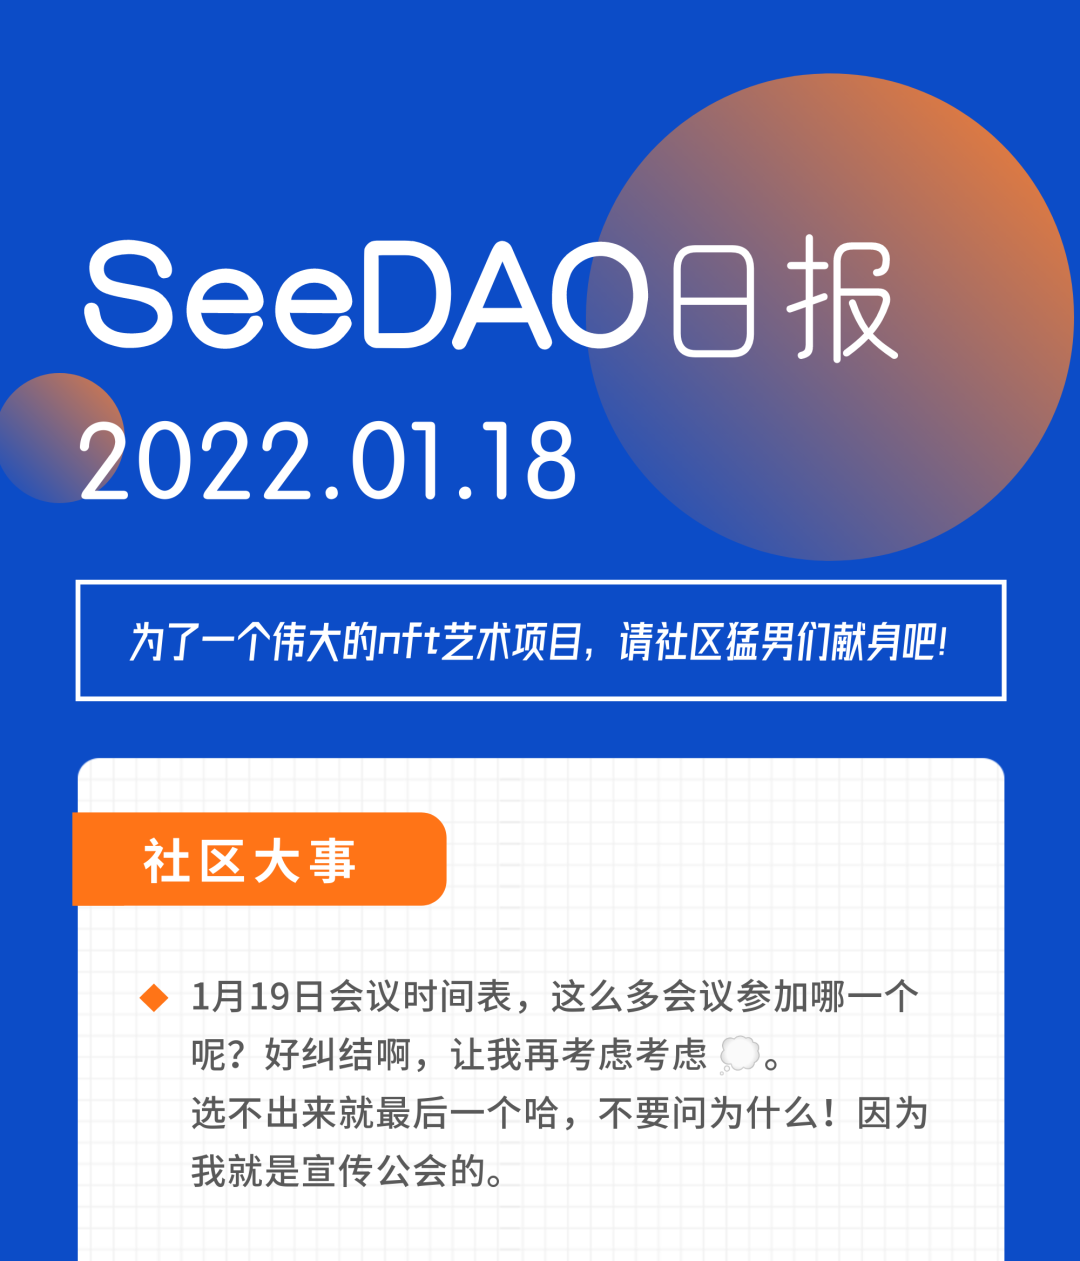 SeeDAO日报
2022.01.18
为了一个伟大的nft艺术项目，请社区猛男们献身吧！
社区大事
1月19日会议时间表，这么多会议参加哪一个
呢？好纠结啊，让我再考虑考虑 💭。
选不出来就最后一个哈，不要问为什么！因为
我就是宣传公会的。